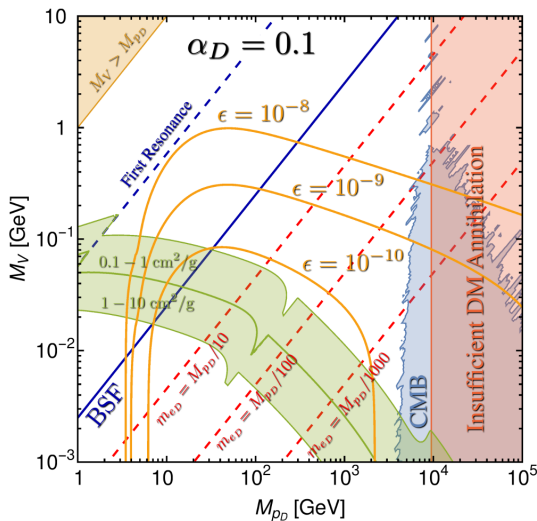 α_D = 0.1
M_V > M_{p_D}
First Resonance
ϵ = 10^{-8}
ϵ = 10^{-9}
ϵ = 10^{-10}
0.1 − 1 cm²/g
1 − 10 cm²/g
BSF
m_{e_D} = M_{p_D}/10
m_{e_D} = M_{p_D}/100
m_{e_D} = M_{p_D}/1000
CMB
Insufficient DM Annihilation
M_V [GeV]
10
1
10^{-1}
10^{-2}
10^{-3}
1 10 10^2 10^3 10^4 10^5
M_{p_D} [GeV]